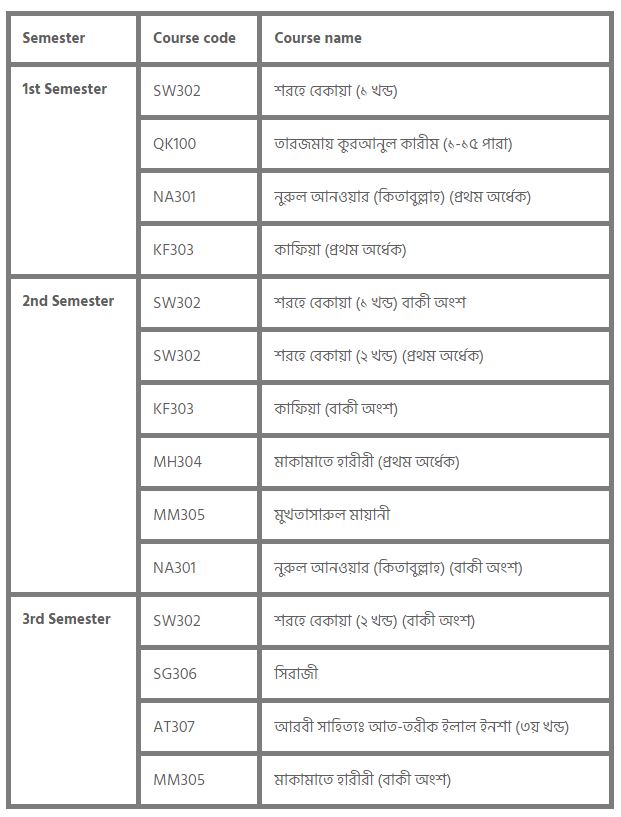 Semester Course code Course name
1st Semester SW302 শরহে বেকায়া (১ খন্ড)
QK100 তারজমায় কুরআনুল কারীম (১-১৫ পারা)
NA301 নুরুল আনওয়ার (কিতাবুল্লাহ) (প্রথম অর্ধেক)
KF303 কাফিয়া (প্রথম অর্ধেক)
2nd Semester SW302 শরহে বেকায়া (১ খন্ড) বাকী অংশ
SW302 শরহে বেকায়া (২ খন্ড) (প্রথম অর্ধেক)
KF303 কাফিয়া (বাকী অংশ)
MH304 মাকামাতে হারীরী (প্রথম অর্ধেক)
MM305 মুখতাসারুল মায়ানী
NA301 নুরুল আনওয়ার (কিতাবুল্লাহ) (বাকী অংশ)
3rd Semester SW302 শরহে বেকায়া (২ খন্ড) (বাকী অংশ)
SG306 সিরাজী
AT307 আরবী সাহিত্যঃ আত-তরীক ইলাল ইনশা (৩য় খন্ড)
MM305 মাকামাতে হারীরী (বাকী অংশ)